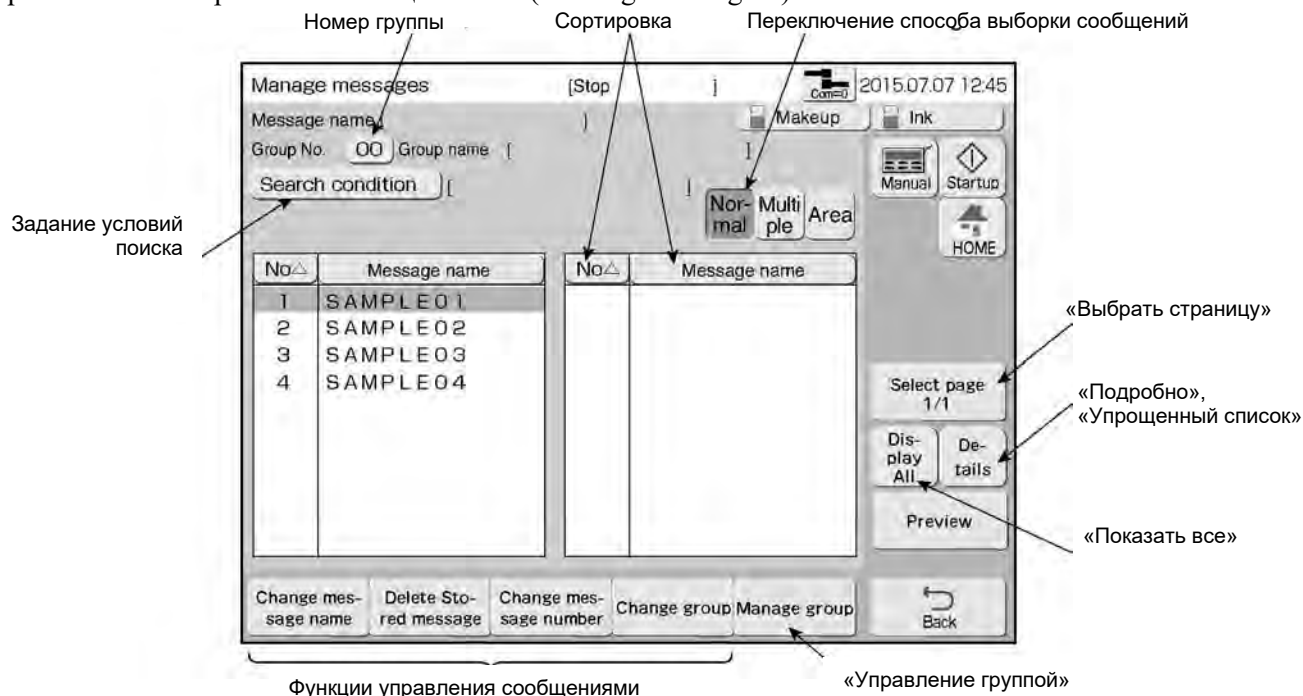 Номер группы
Сортировка
Переключение способа выборки сообщений
Manage messages [Stop ] Com=0 2015.07.07 12:45
Message name ] Makeup Ink
Group No. 00 Group name [ ]
Search condition [ ]
Nor-mal Multi ple Area
Manual Startup
HOME
Задание условий
поиска
No△ Message name No△ Message name
1 SAMPLE01
2 SAMPLE02
3 SAMPLE03
4 SAMPLE04
«Выбрать страницу»
Select page
1/1
«Подробно»,
«Упрощенный список»
Dis-
play
All
De-
tails
Preview
«Показать все»
Change mes-
sage name
Delete Sto-
red message
Change mes-
sage number
Change group
Manage group
Back
Функции управления сообщениями
«Управление группой»